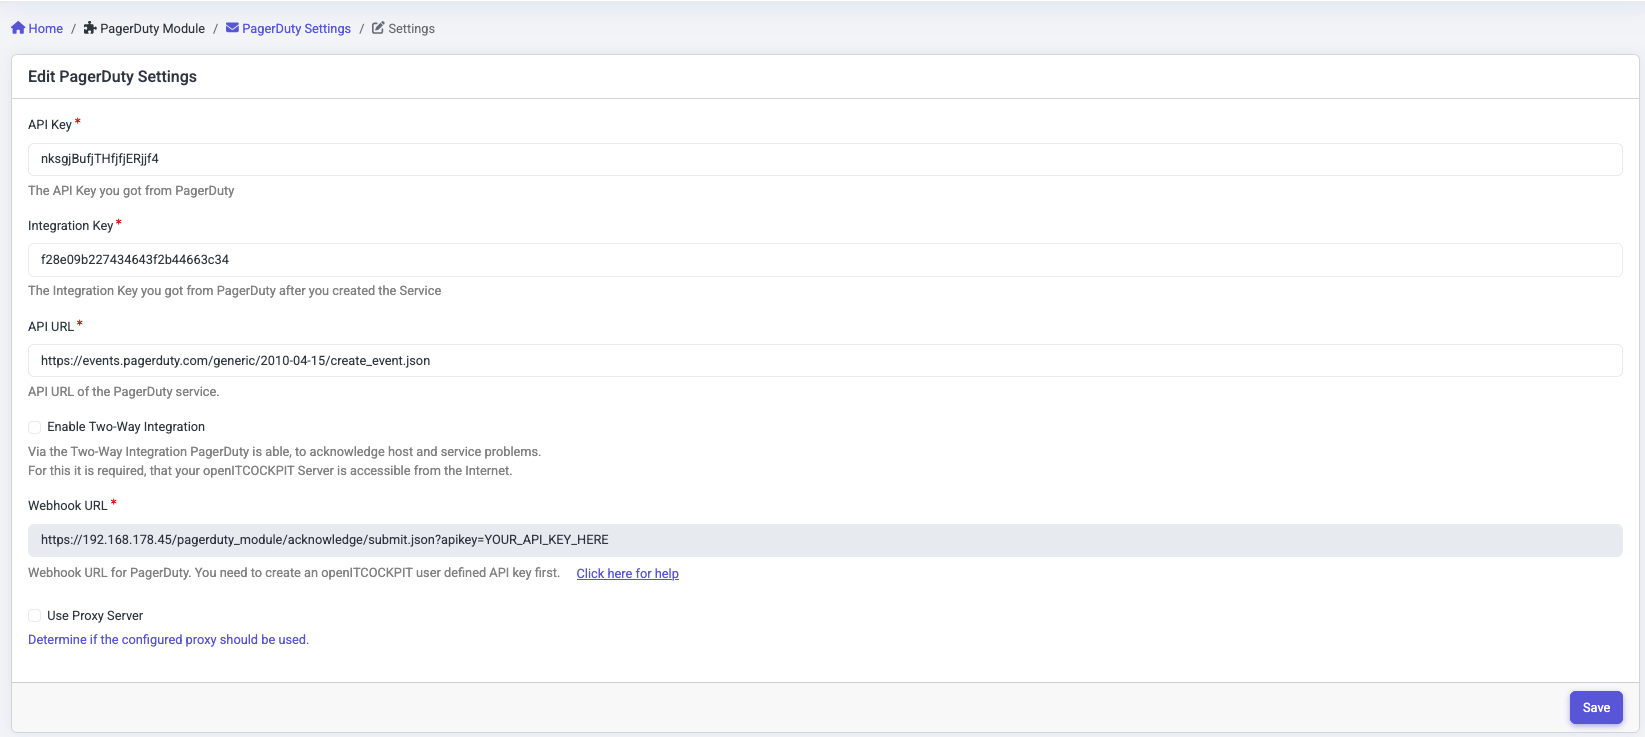 Home / PagerDuty Module / PagerDuty Settings / Settings
Edit PagerDuty Settings
API Key *
nksgjBufjTHfjfjERjjf4
The API Key you got from PagerDuty
Integration Key *
f28e09b227434643f2b44663c34
The Integration Key you got from PagerDuty after you created the Service
API URL *
https://events.pagerduty.com/generic/2010-04-15/create_event.json
API URL of the PagerDuty service.
Enable Two-Way Integration
Via the Two-Way Integration PagerDuty is able, to acknowledge host and service problems.
For this it is required, that your openITCOCKPIT Server is accessible from the Internet.
Webhook URL *
https://192.168.178.45/pagerduty_module/acknowledge/submit.json?apikey=YOUR_API_KEY_HERE
Webhook URL for PagerDuty. You need to create an openITCOCKPIT user defined API key first. Click here for help
Use Proxy Server
Determine if the configured proxy should be used.
Save